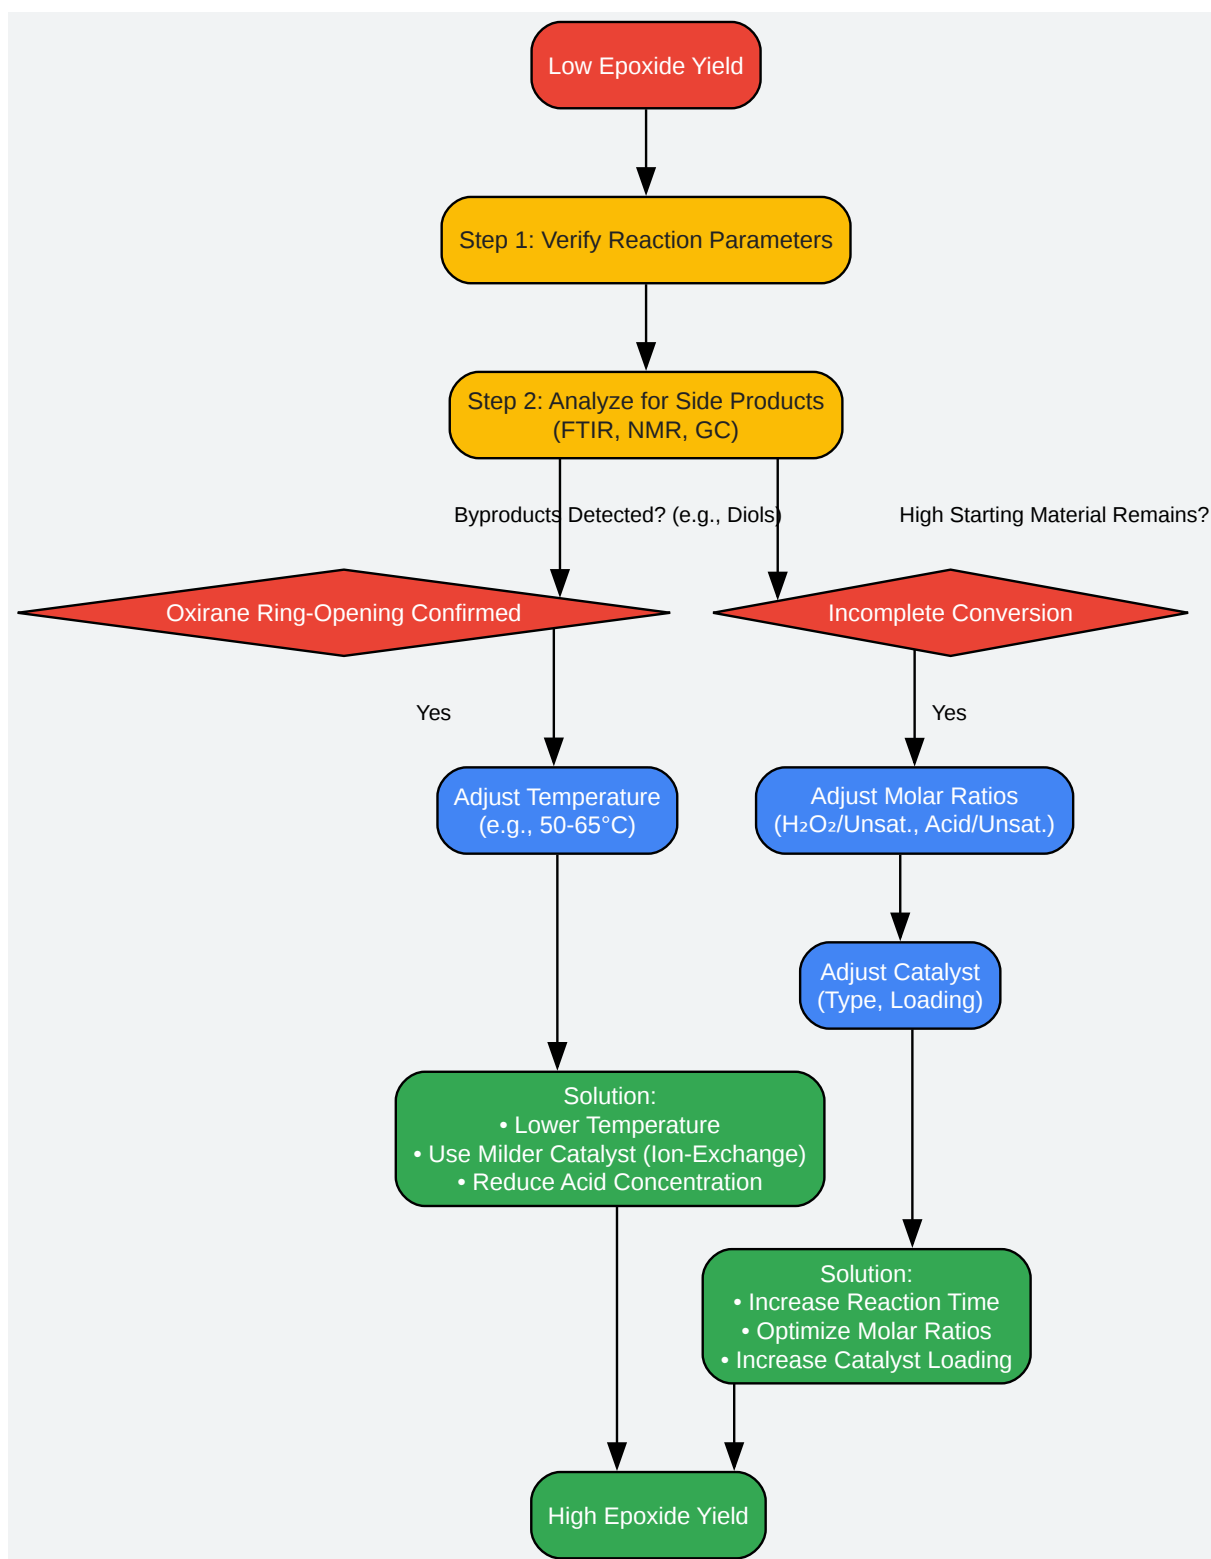 Low Epoxide Yield
Step 1: Verify Reaction Parameters
Step 2: Analyze for Side Products
(FTIR, NMR, GC)
Byproducts Detected? (e.g., Diols)
High Starting Material Remains?
Oxirane Ring-Opening Confirmed
Incomplete Conversion
Yes
Yes
Adjust Temperature
(e.g., 50-65°C)
Adjust Molar Ratios
(H₂O₂/Unsat., Acid/Unsat.)
Adjust Catalyst
(Type, Loading)
Solution:
• Lower Temperature
• Use Milder Catalyst (Ion-Exchange)
• Reduce Acid Concentration
Solution:
• Increase Reaction Time
• Optimize Molar Ratios
• Increase Catalyst Loading
High Epoxide Yield